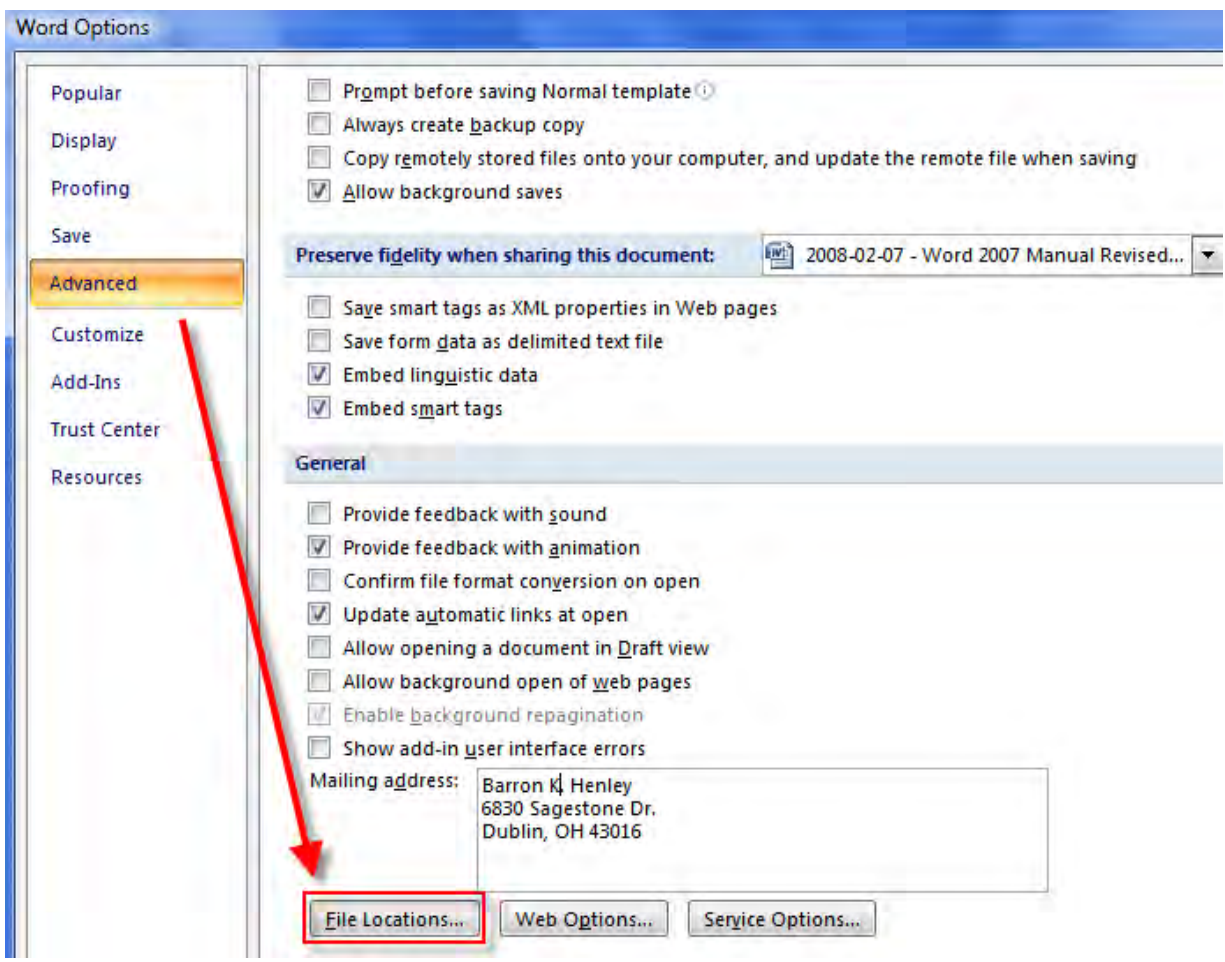 Word Options
Popular
Display
Proofing
Save
Advanced
Customize
Add-Ins
Trust Center
Resources
Prompt before saving Normal template
Always create backup copy
Copy remotely stored files onto your computer, and update the remote file when saving
Allow background saves
Preserve fidelity when sharing this document: 2008-02-07 - Word 2007 Manual Revised...
Save smart tags as XML properties in Web pages
Save form data as delimited text file
Embed linguistic data
Embed smart tags
General
Provide feedback with sound
Provide feedback with animation
Confirm file format conversion on open
Update automatic links at open
Allow opening a document in Draft view
Allow background open of web pages
Enable background repagination
Show add-in user interface errors
Mailing address: Barron K. Henley
6830 Sagestone Dr.
Dublin, OH 43016
File Locations... Web Options... Service Options...